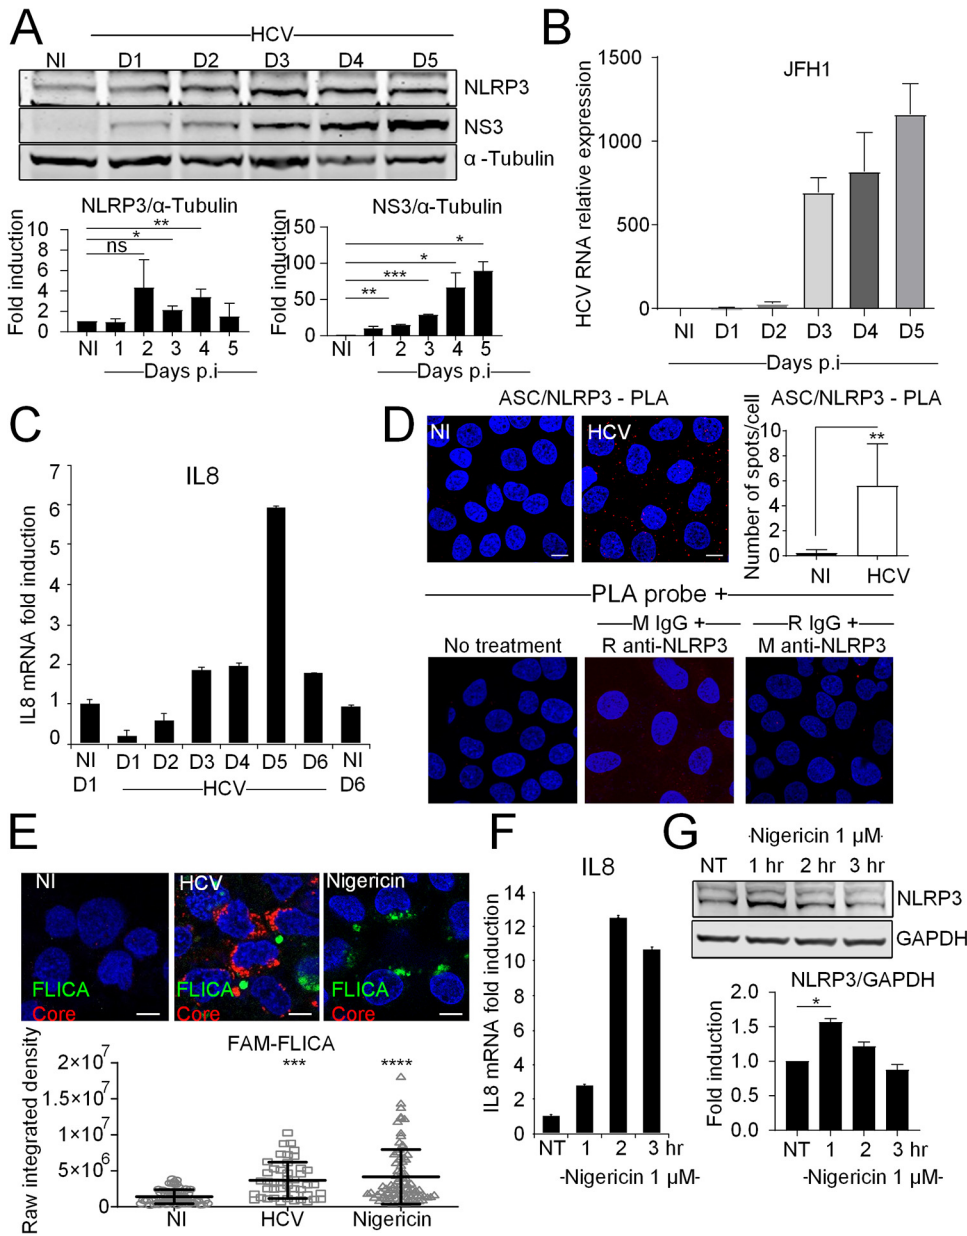 A
HCV
NI D1 D2 D3 D4 D5
NLRP3
NS3
α -Tubulin
NLRP3/α-Tubulin
Fold induction
10
8
6
4
2
0
**
*
ns
NI 1 2 3 4 5
Days p.i
NS3/α-Tubulin
Fold induction
150
100
50
0
*
*
***
**
NI 1 2 3 4 5
Days p.i
B
JFH1
HCV RNA relative expression
1500
1000
500
0
NI D1 D2 D3 D4 D5
Days p.i
C
IL8
IL8 mRNA fold induction
7
6
5
4
3
2
1
0
NI D1 D2 D3 D4 D5 D6 NI
D1 HCV D6
D
ASC/NLRP3 - PLA
NI
HCV
ASC/NLRP3 - PLA
Number of spots/cell
10
8
6
4
2
0
**
NI HCV
PLA probe +
No treatment
M IgG +
R anti-NLRP3
R IgG +
M anti-NLRP3
E
NI
FLICA
Core
HCV
FLICA
Core
Nigericin
FLICA
Core
FAM-FLICA
Raw integrated density
2×10⁷
1.5×10⁷
1×10⁷
5×10⁶
0
*** ****
NI HCV Nigericin
F
IL8
IL8 mRNA fold induction
14
12
10
8
6
4
2
0
NT 1 2 3 hr
-Nigericin 1 µM-
G
·Nigericin 1 µM·
NT 1 hr 2 hr 3 hr
NLRP3
GAPDH
NLRP3/GAPDH
Fold induction
2.0
1.5
1.0
0.5
0.0
*
NT 1 2 3 hr
-Nigericin 1 µM-